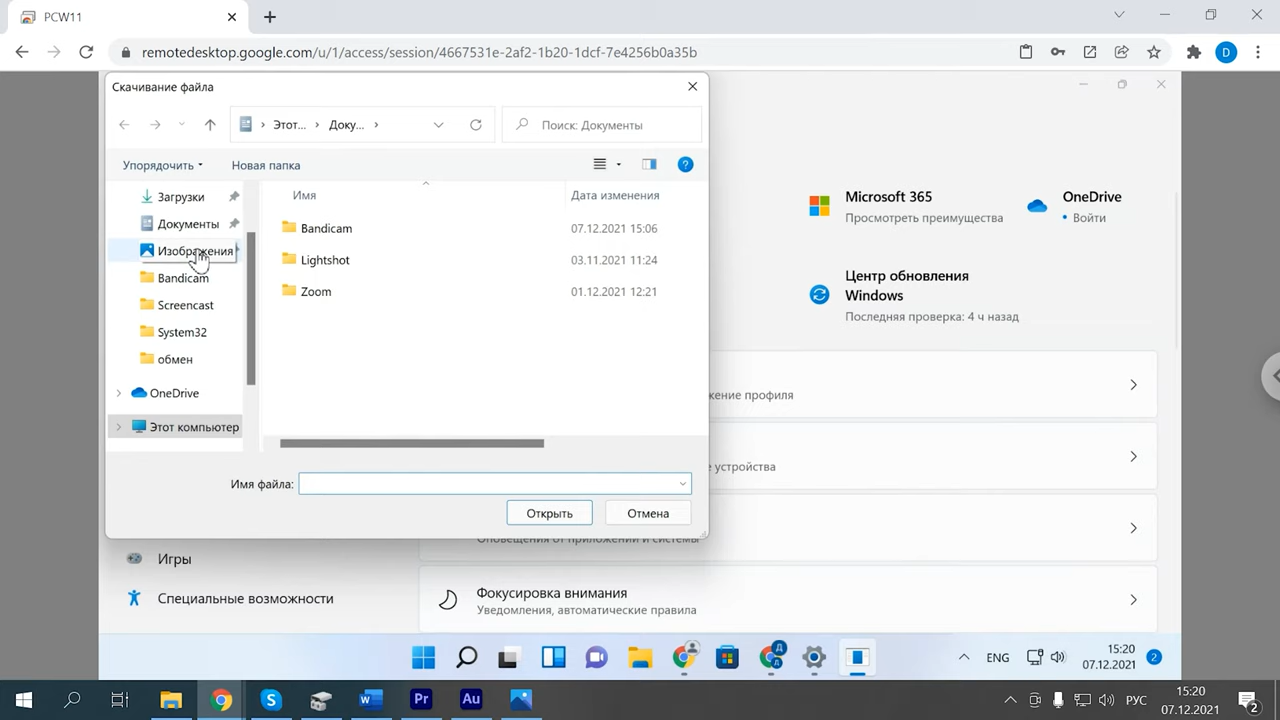 PCW11
remotedesktop.google.com/u/1/access/session/4667531e-2af2-1b20-1dcf-7e4256b0a35b
D
Скачивание файла
Этот...
Доку...
Поиск: Документы
Упорядочить
Новая папка
Загрузки
Документы
Изображения
Bandicam
Screencast
System32
обмен
OneDrive
Этот компьютер
Имя
Дата изменения
Bandicam
07.12.2021 15:06
Lightshot
03.11.2021 11:24
Zoom
01.12.2021 12:21
Имя файла:
Открыть
Отмена
Microsoft 365
Просмотреть преимущества
OneDrive
• Войти
Центр обновления
Windows
Последняя проверка: 4 ч назад
профиля
устройства
Оповещения от приложений и системы
Игры
Специальные возможности
Фокусировка внимания
Уведомления, автоматические правила
ENG
15:20
07.12.2021
2
Pr
Au
РУС
15:20
07.12.2021
2